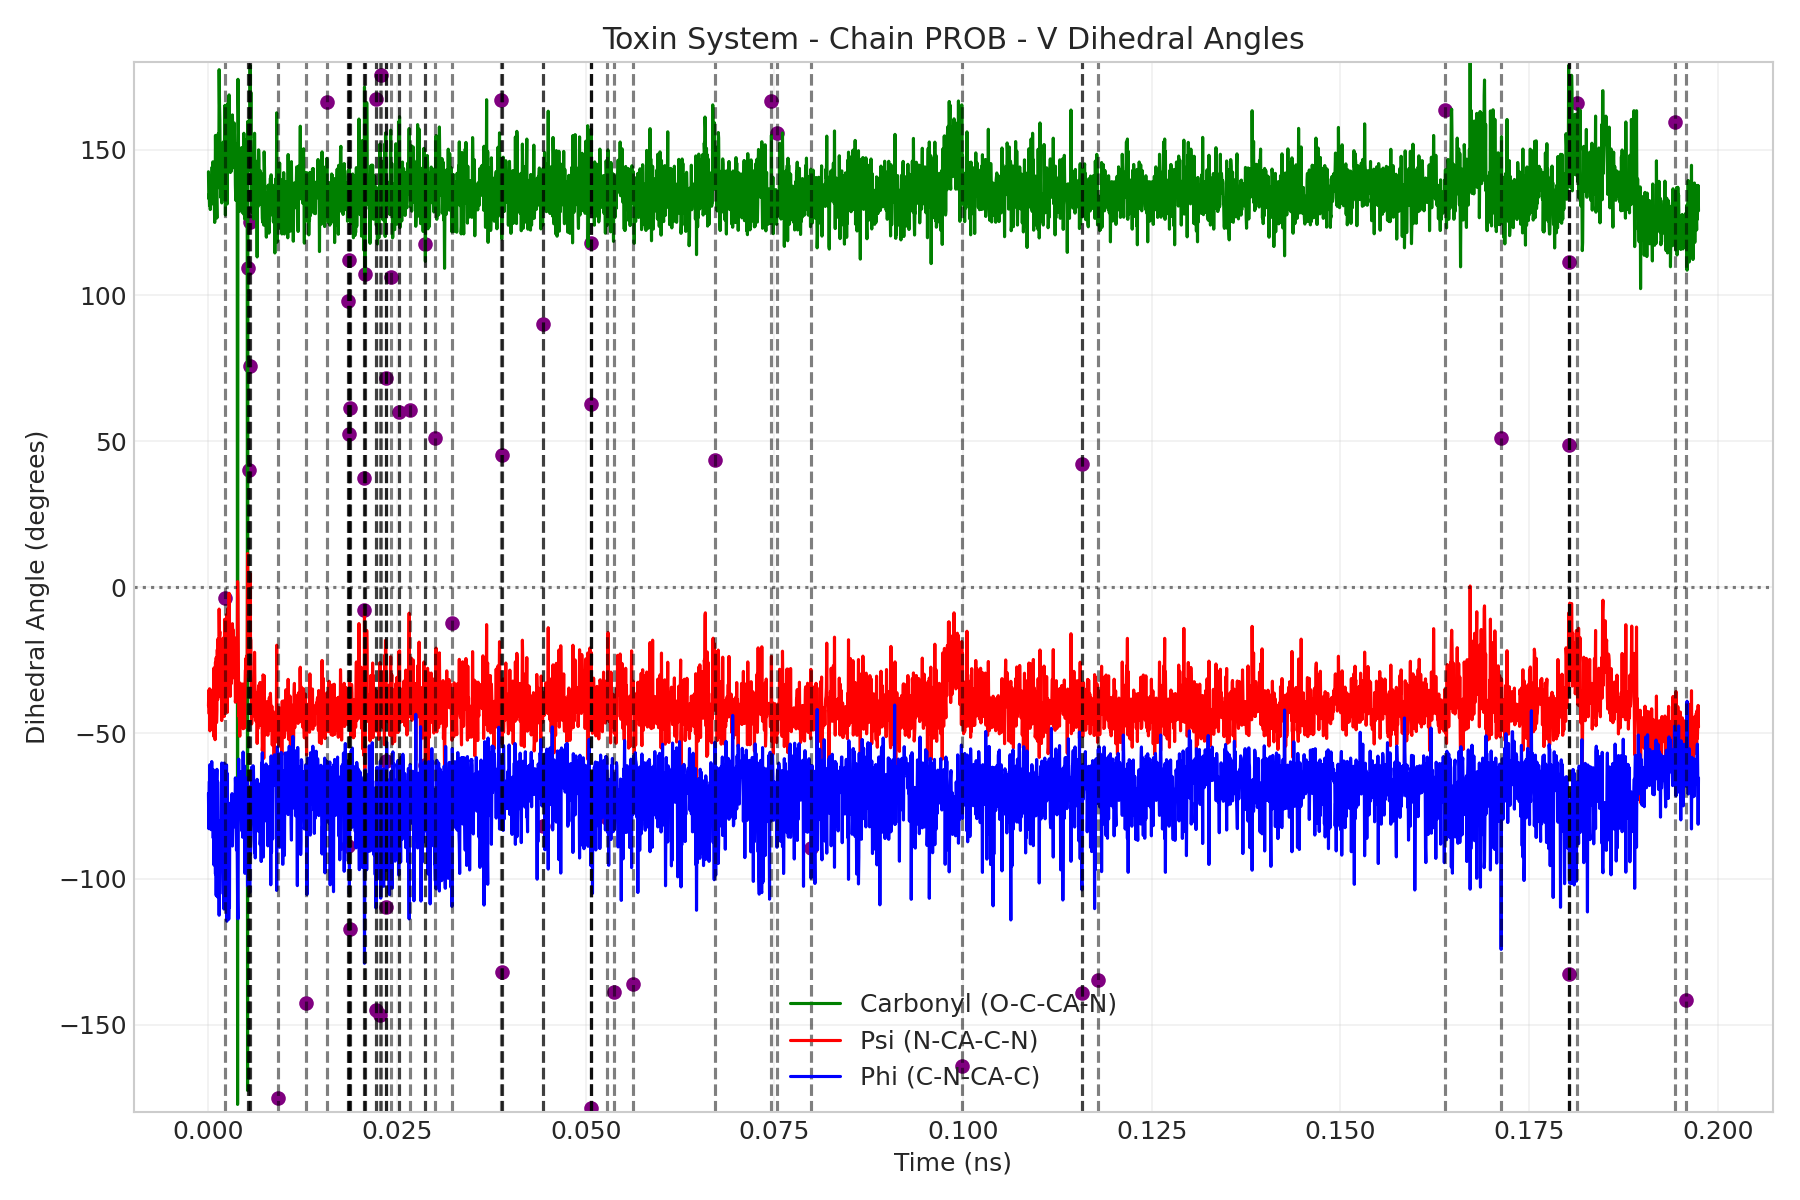 Toxin System - Chain PROB - V Dihedral Angles
Dihedral Angle (degrees)
150
100
50
0
−50
−100
−150
Carbonyl (O-C-CA-N)
Psi (N-CA-C-N)
Phi (C-N-CA-C)
0.000 0.025 0.050 0.075 0.100 0.125 0.150 0.175 0.200
Time (ns)